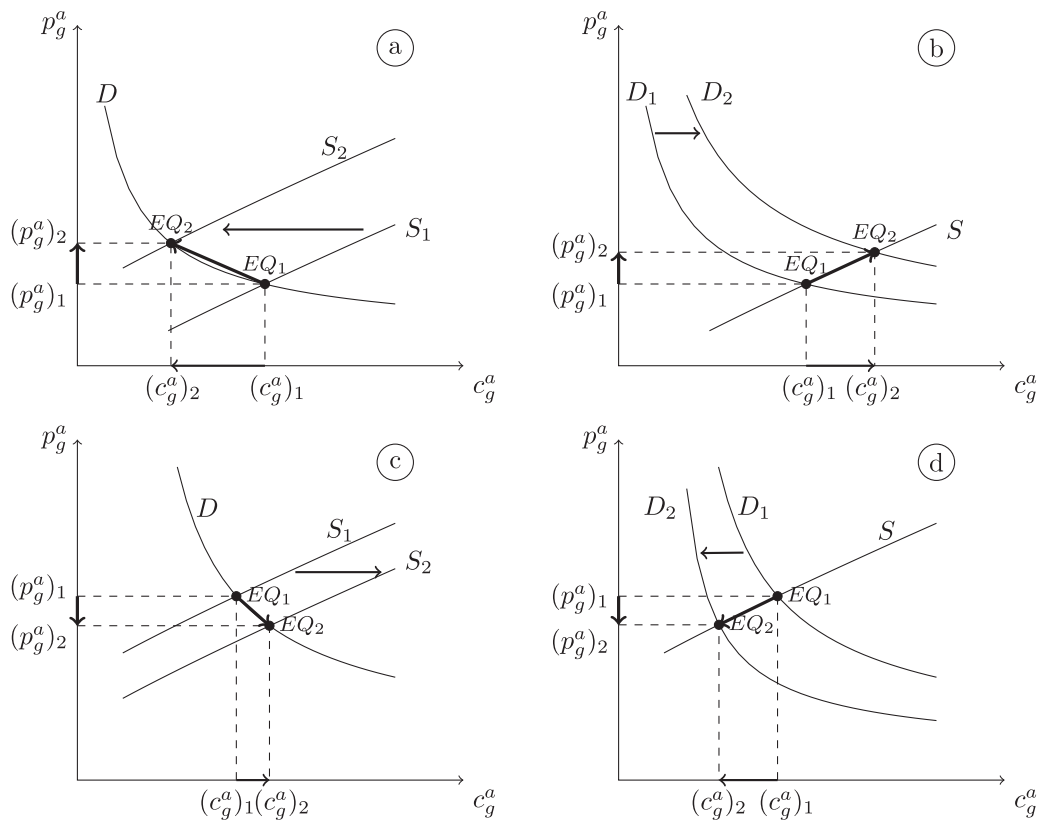 p_g^a
a
D
S_2
S_1
EQ_2
EQ_1
(p_g^a)_2
(p_g^a)_1
(c_g^a)_2
(c_g^a)_1
c_g^a
p_g^a
b
D_1
D_2
S
EQ_2
EQ_1
(p_g^a)_2
(p_g^a)_1
(c_g^a)_1
(c_g^a)_2
c_g^a
p_g^a
c
D
S_1
S_2
EQ_1
EQ_2
(p_g^a)_1
(p_g^a)_2
(c_g^a)_1
(c_g^a)_2
c_g^a
p_g^a
d
D_2
D_1
S
EQ_1
EQ_2
(p_g^a)_1
(p_g^a)_2
(c_g^a)_2
(c_g^a)_1
c_g^a